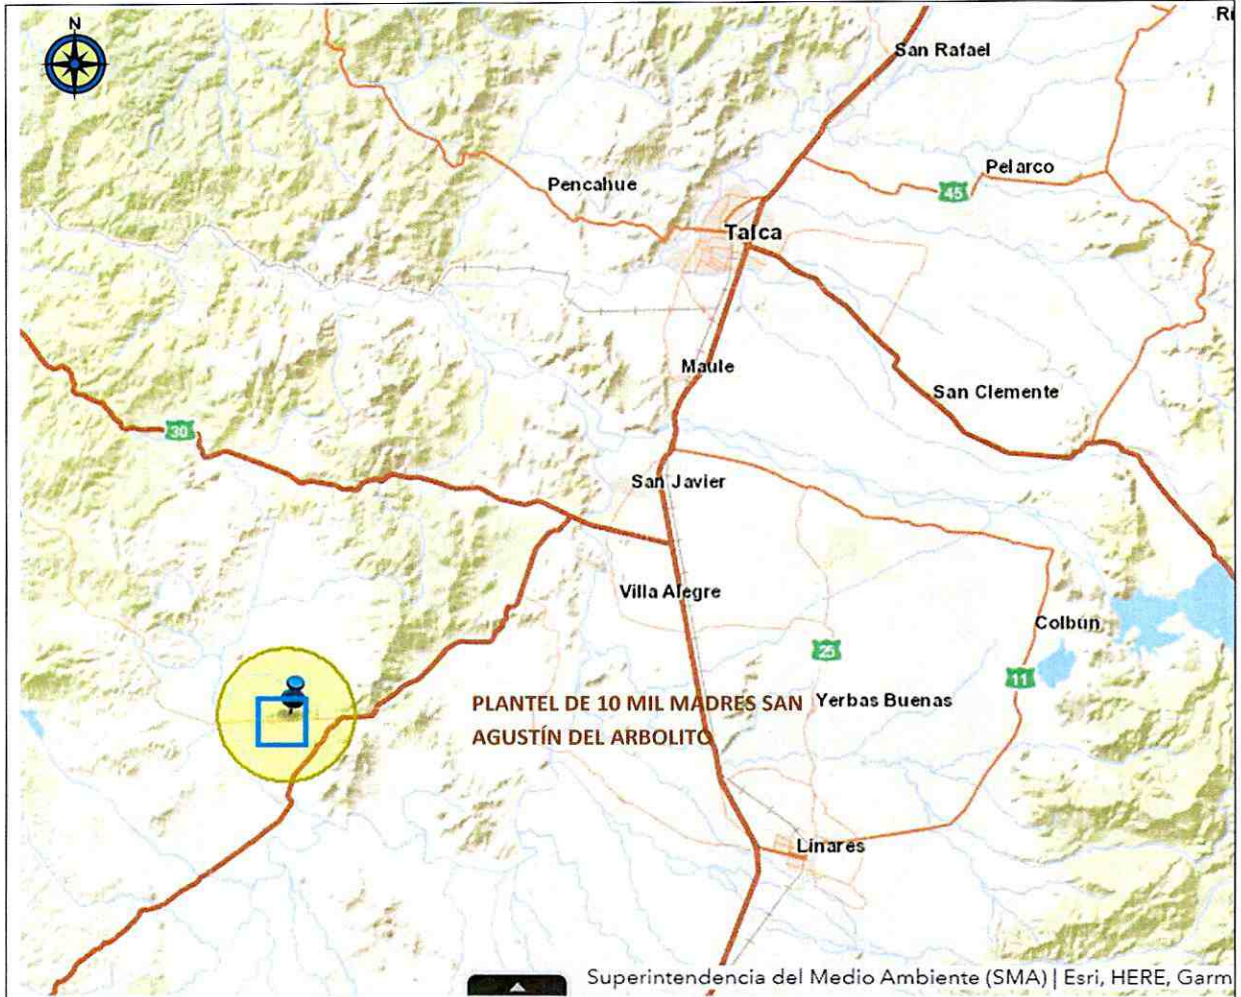 N
San Rafael
Pelarco
45
Pencahue
Talca
Maule
San Clemente
30
San Javier
Villa Alegre
Colbún
25
11
PLANTEL DE 10 MIL MADRES SAN
AGUSTÍN DEL ARBOLITO
Yerbas Buenas
Linares
Superintendencia del Medio Ambiente (SMA) | Esri, HERE, Garm